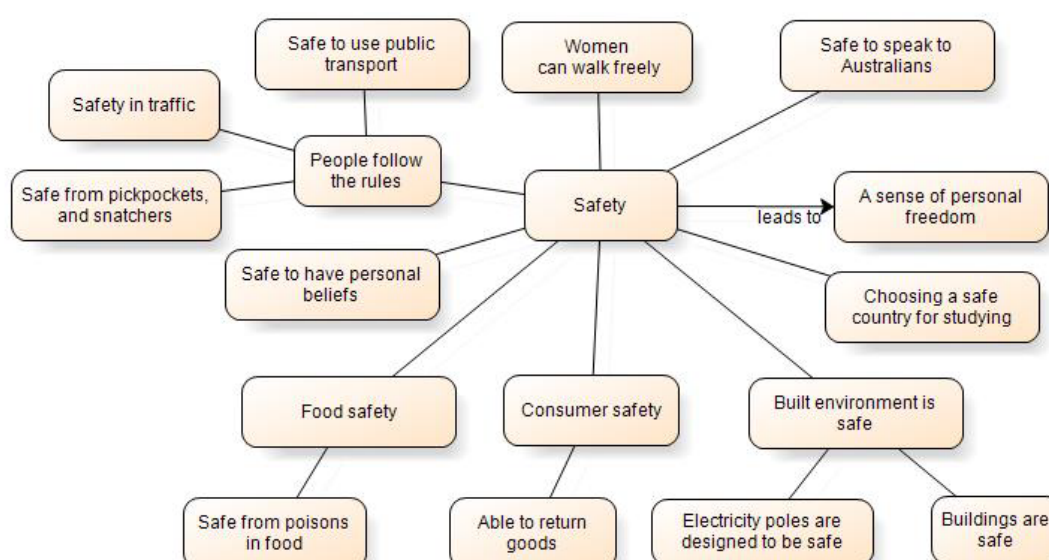 Safe to use public
transport
Women
can walk freely
Safe to speak to
Australians
Safety in traffic
People follow
the rules
Safe from pickpockets,
and snatchers
Safety
leads to
A sense of personal
freedom
Safe to have personal
beliefs
Choosing a safe
country for studying
Food safety
Consumer safety
Built environment is
safe
Safe from poisons
in food
Able to return
goods
Electricity poles are
designed to be safe
Buildings are
safe